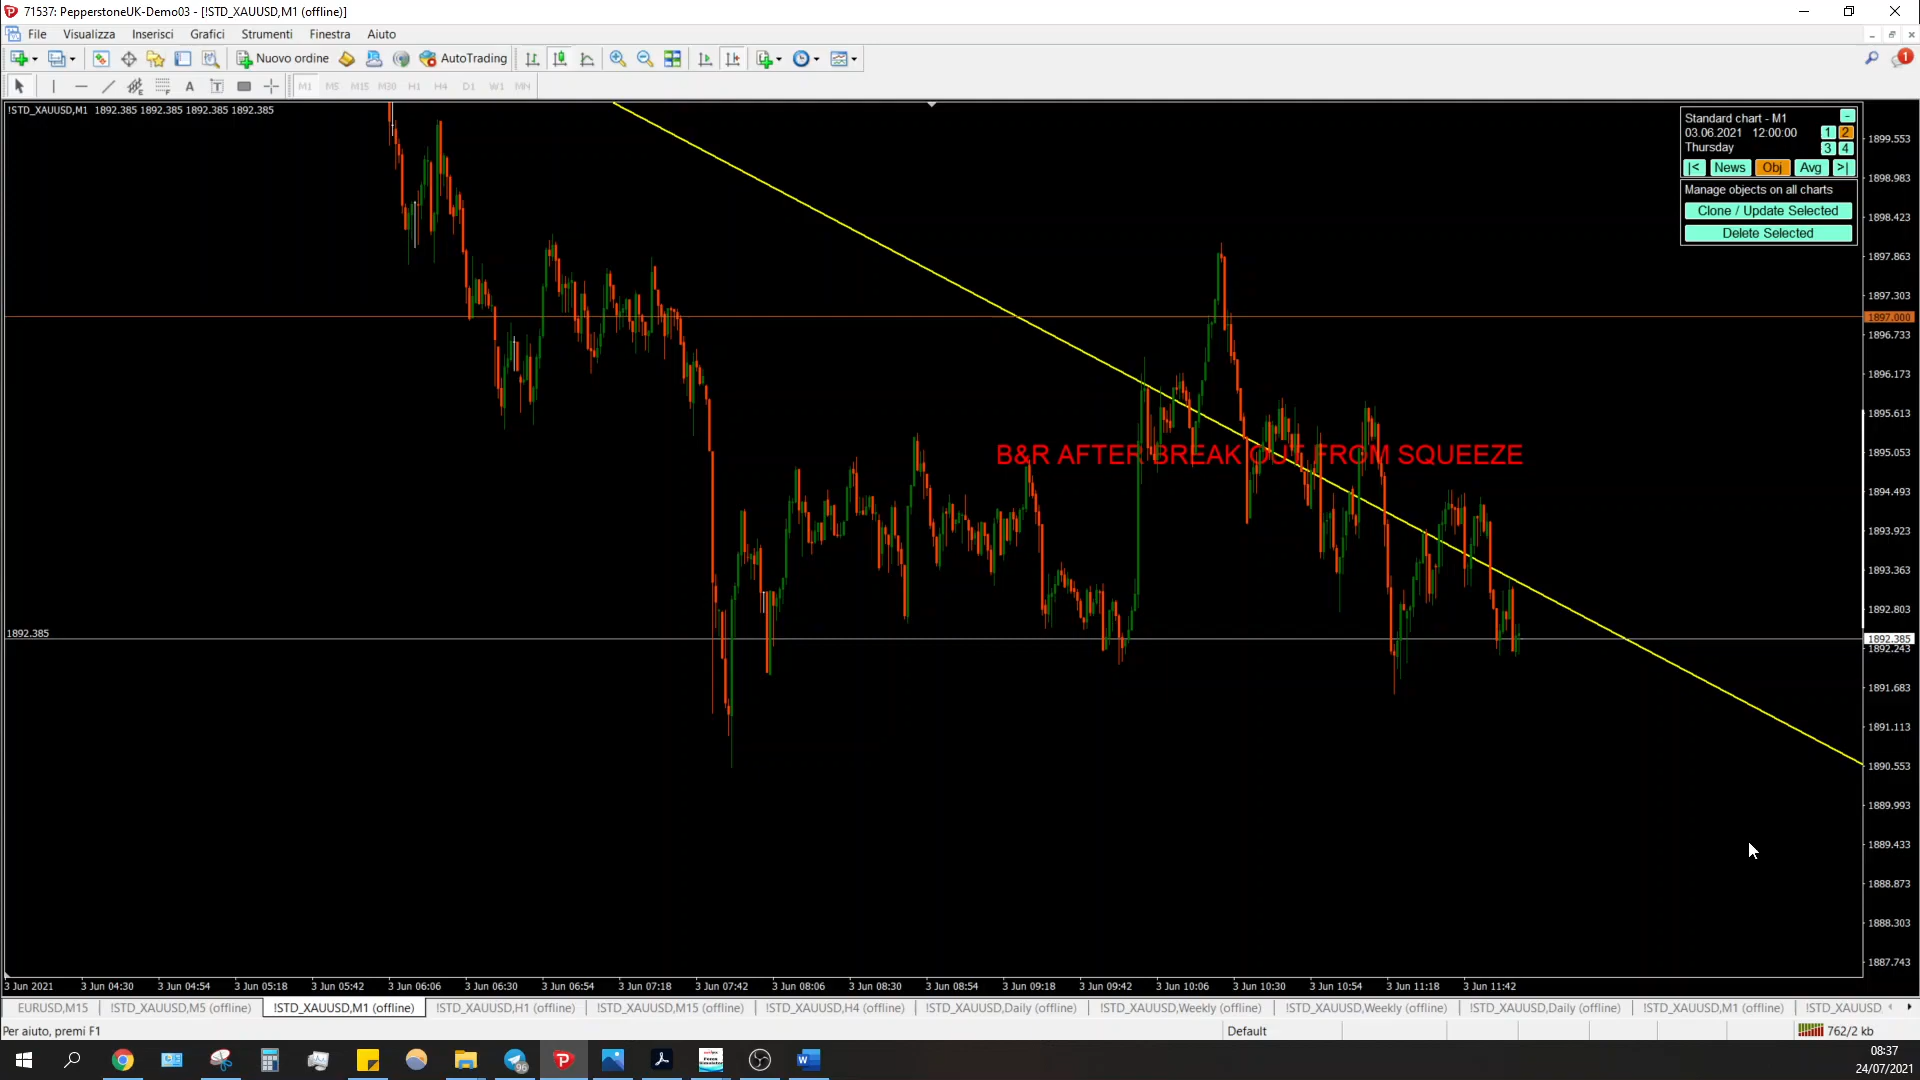 71537: PepperstoneUK-Demo03 - [!STD_XAUUSD,M1 (offline)]
File Visualizza Inserisci Grafici Strumenti Finestra Aiuto
Nuovo ordine AutoTrading
A T M1 M5 M15 M30 H1 H4 D1 W1 MN
!STD_XAUUSD,M1 1892.385 1892.385 1892.385 1892.385
Standard chart - M1 -
03.06.2021 12:00:00 1 2
Thursday 3 4
|< News Obj Avg >|
Manage objects on all charts
Clone / Update Selected
Delete Selected
1899.553
1898.983
1898.423
1897.863
1897.303
1897.000
1896.733
1896.173
1895.613
B&R AFTER BREAK OUT FROM SQUEEZE
1895.053
1894.493
1893.923
1893.363
1892.803
1892.385
1892.385
1892.243
1891.683
1891.113
1890.553
1889.993
1889.433
1888.873
1888.303
1887.743
3 Jun 2021 3 Jun 04:30 3 Jun 04:54 3 Jun 05:18 3 Jun 05:42 3 Jun 06:06 3 Jun 06:30 3 Jun 06:54 3 Jun 07:18 3 Jun 07:42 3 Jun 08:06 3 Jun 08:30 3 Jun 08:54 3 Jun 09:18 3 Jun 09:42 3 Jun 10:06 3 Jun 10:30 3 Jun 10:54 3 Jun 11:18 3 Jun 11:42
EURUSD,M15 !STD_XAUUSD,M5 (offline) !STD_XAUUSD,M1 (offline) !STD_XAUUSD,H1 (offline) !STD_XAUUSD,M15 (offline) !STD_XAUUSD,H4 (offline) !STD_XAUUSD,Daily (offline) !STD_XAUUSD,Weekly (offline) !STD_XAUUSD,Weekly (offline) !STD_XAUUSD,Daily (offline) !STD_XAUUSD,M1 (offline) !STD_XAUUSD
Per aiuto, premi F1 Default 762/2 kb
08:37
24/07/2021